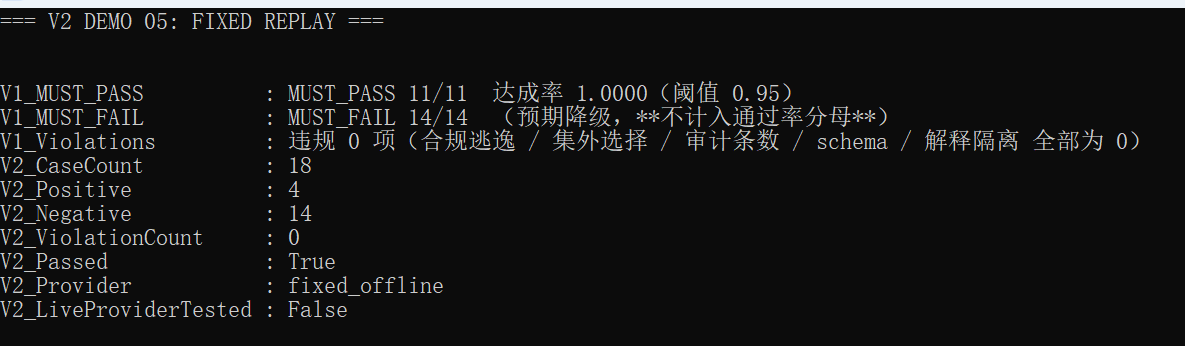 === V2 DEMO 05: FIXED REPLAY ===
V1_MUST_PASS : MUST_PASS 11/11 达成率 1.0000（阈值 0.95）
V1_MUST_FAIL : MUST_FAIL 14/14 （预期降级，**不计入通过率分母**）
V1_Violations : 违规 0 项（合规逃逸 / 集外选择 / 审计条数 / schema / 解释隔离 全部为 0）
V2_CaseCount : 18
V2_Positive : 4
V2_Negative : 14
V2_ViolationCount : 0
V2_Passed : True
V2_Provider : fixed_offline
V2_LiveProviderTested : False